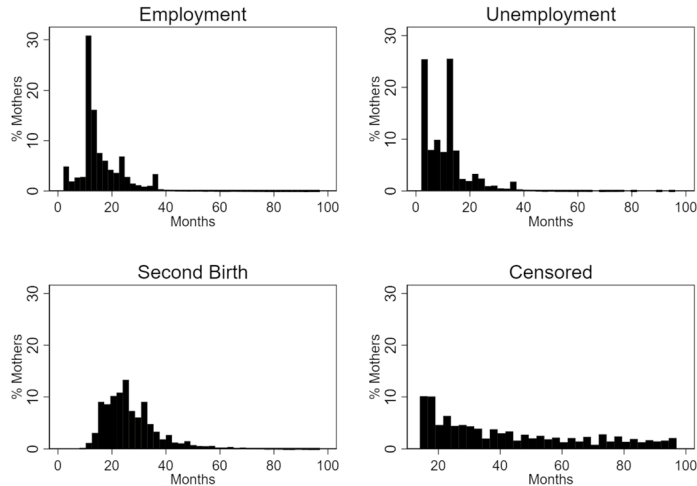 Employment
% Mothers
0 10 20 30
0 20 40 60 80 100
Months
Unemployment
% Mothers
0 10 20 30
0 20 40 60 80 100
Months
Second Birth
% Mothers
0 10 20 30
0 20 40 60 80 100
Months
Censored
% Mothers
0 10 20 30
20 40 60 80 100
Months